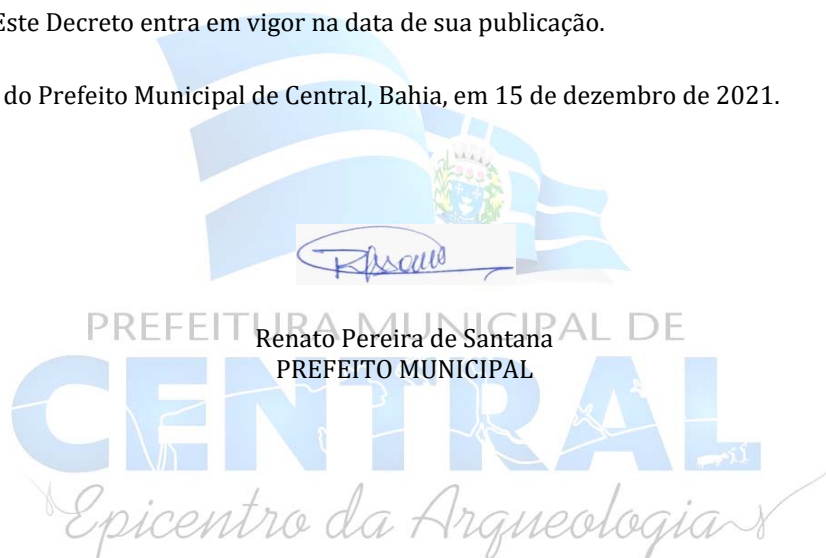 Este Decreto entra em vigor na data de sua publicação.
do Prefeito Municipal de Central, Bahia, em 15 de dezembro de 2021.
Renato Pereira de Santana
PREFEITO MUNICIPAL
PREFEITURA MUNICIPAL DE
CENTRAL
Epicentro da Arqueologia